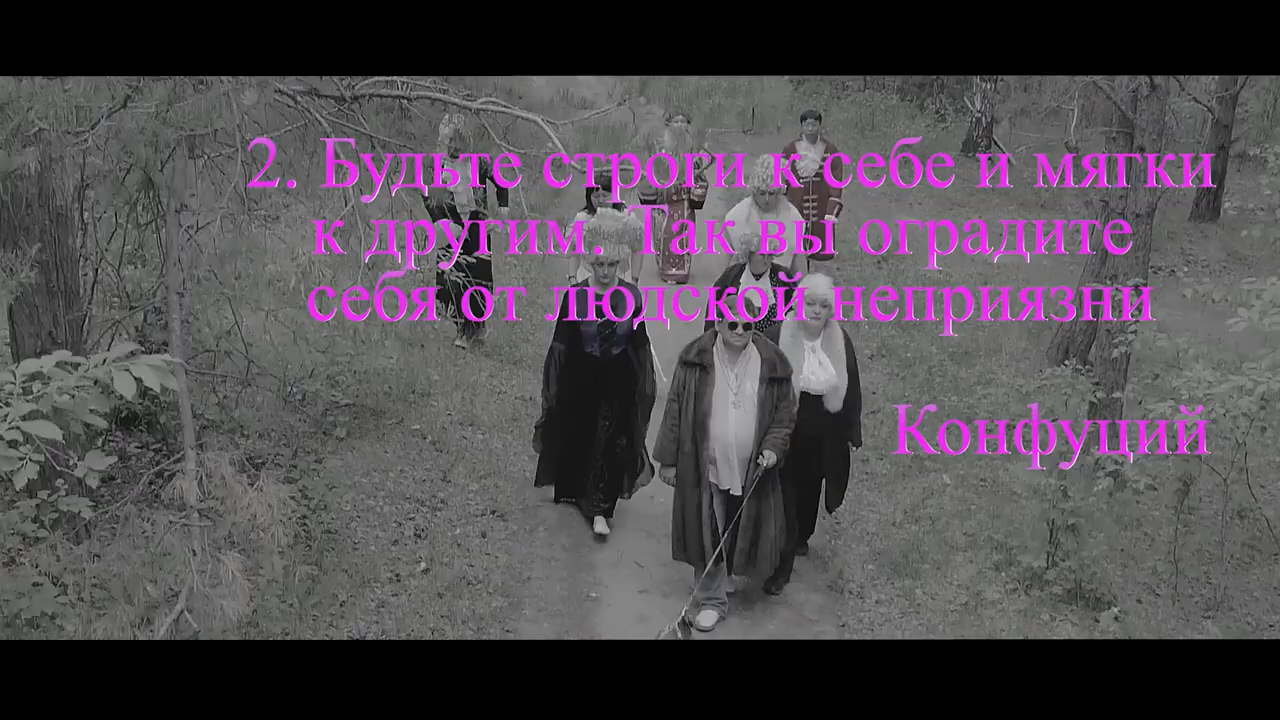 2. Будьте строги к себе и мягки
к другим. Так вы оградите
себя от людской неприязни
Конфуций